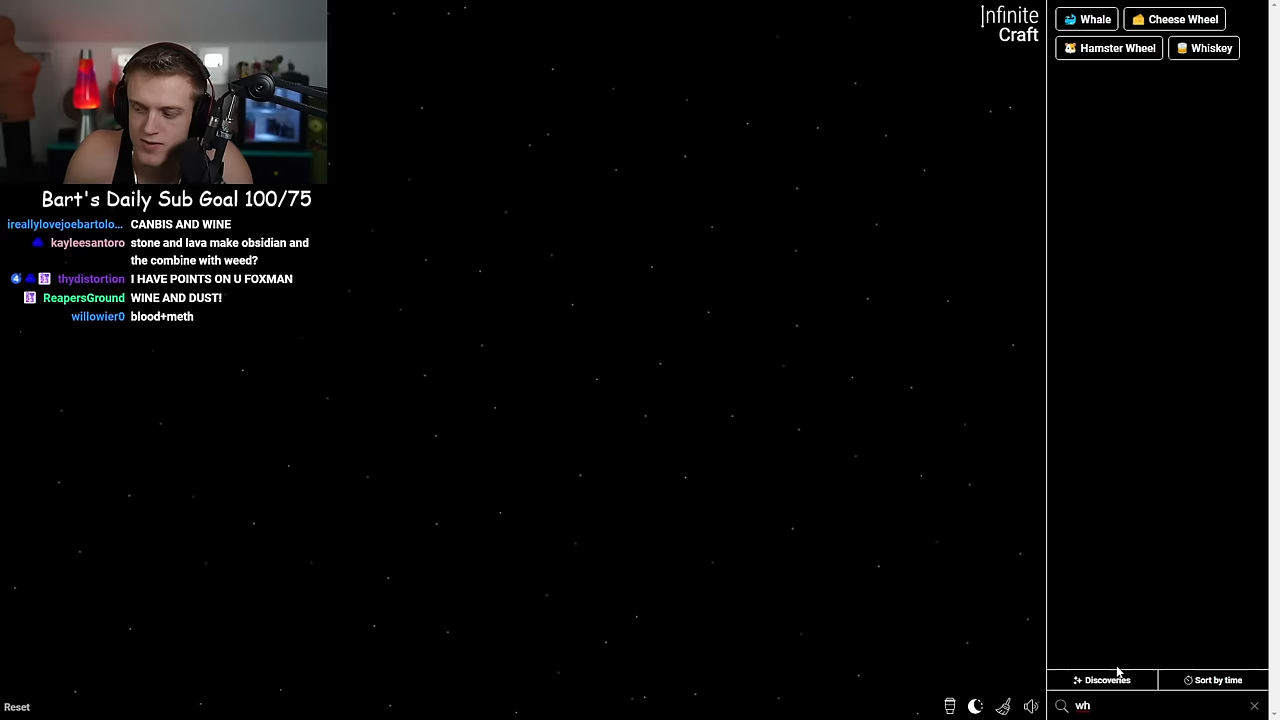 Infinite
Craft
Whale
Cheese Wheel
Hamster Wheel
Whiskey
Bart's Daily Sub Goal 100/75
ireallylovejoebartolo... CANBIS AND WINE
kayleesantoro stone and lava make obsidian and
the combine with weed?
thydistortion I HAVE POINTS ON U FOXMAN
ReapersGround WINE AND DUST!
willowier0 blood+meth
Discoveries
Sort by time
Reset
wh